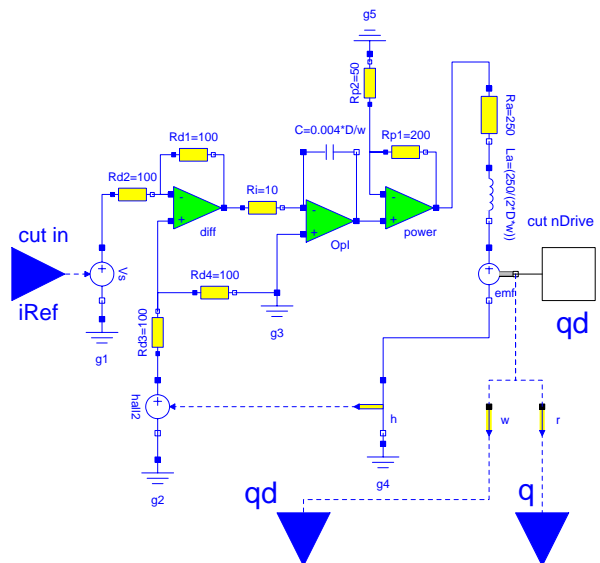 g5
Rp2=50
Rd1=100
C=0.004*D/w
Rp1=200
Ra=250
La=(250/(2*D*w))
Rd2=100
Ri=10
-
+
diff
-
+
OpI
-
+
power
cut in
iRef
+
Vs
g1
Rd4=100
g3
Rd3=100
cut nDrive
+
emf
qd
+
hall2
g2
h
g4
w
r
qd
q